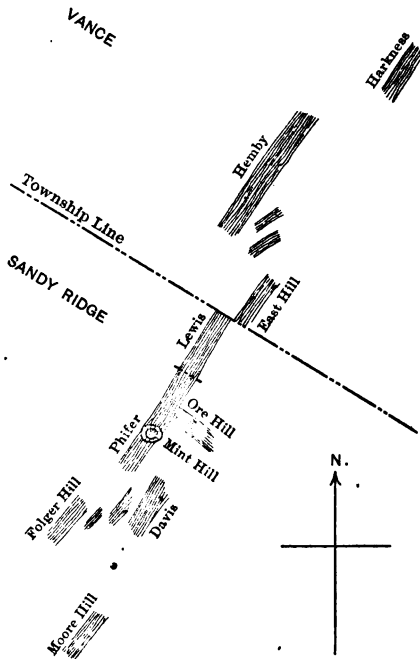 VANCE
Harkness
Hemby
Township Line
SANDY RIDGE
East Hill
Lewis
Ore Hill
Phifer
Mint Hill
Folger Hill
Davis
Moore Hill
N.